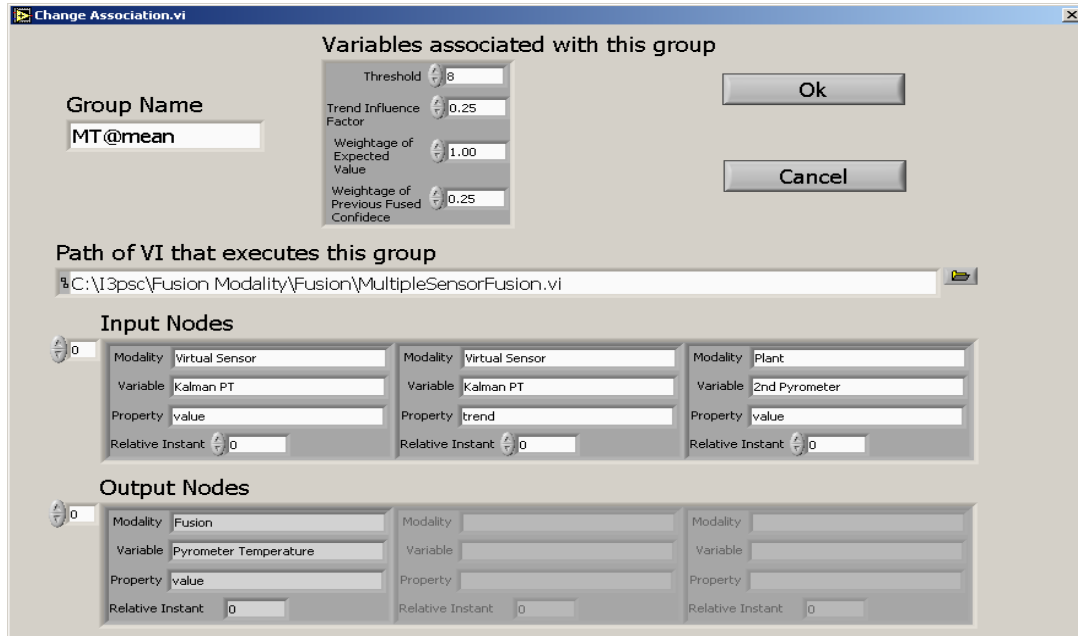 Change Association.vi
Variables associated with this group
Threshold 8
Trend Influence
Factor
0.25
Weightage of
Expected
Value
1.00
Weightage of
Previous Fused
Confidece
0.25
Group Name
MT@mean
Ok
Cancel
Path of VI that executes this group
C:\I3psc\Fusion Modality\Fusion\MultipleSensorFusion.vi
Input Nodes
0
Modality Virtual Sensor
Variable Kalman PT
Property value
Relative Instant 0
Modality Virtual Sensor
Variable Kalman PT
Property trend
Relative Instant 0
Modality Plant
Variable 2nd Pyrometer
Property value
Relative Instant 0
Output Nodes
0
Modality Fusion
Variable Pyrometer Temperature
Property value
Relative Instant 0
Modality
Variable
Property
Relative Instant 0
Modality
Variable
Property
Relative Instant 0